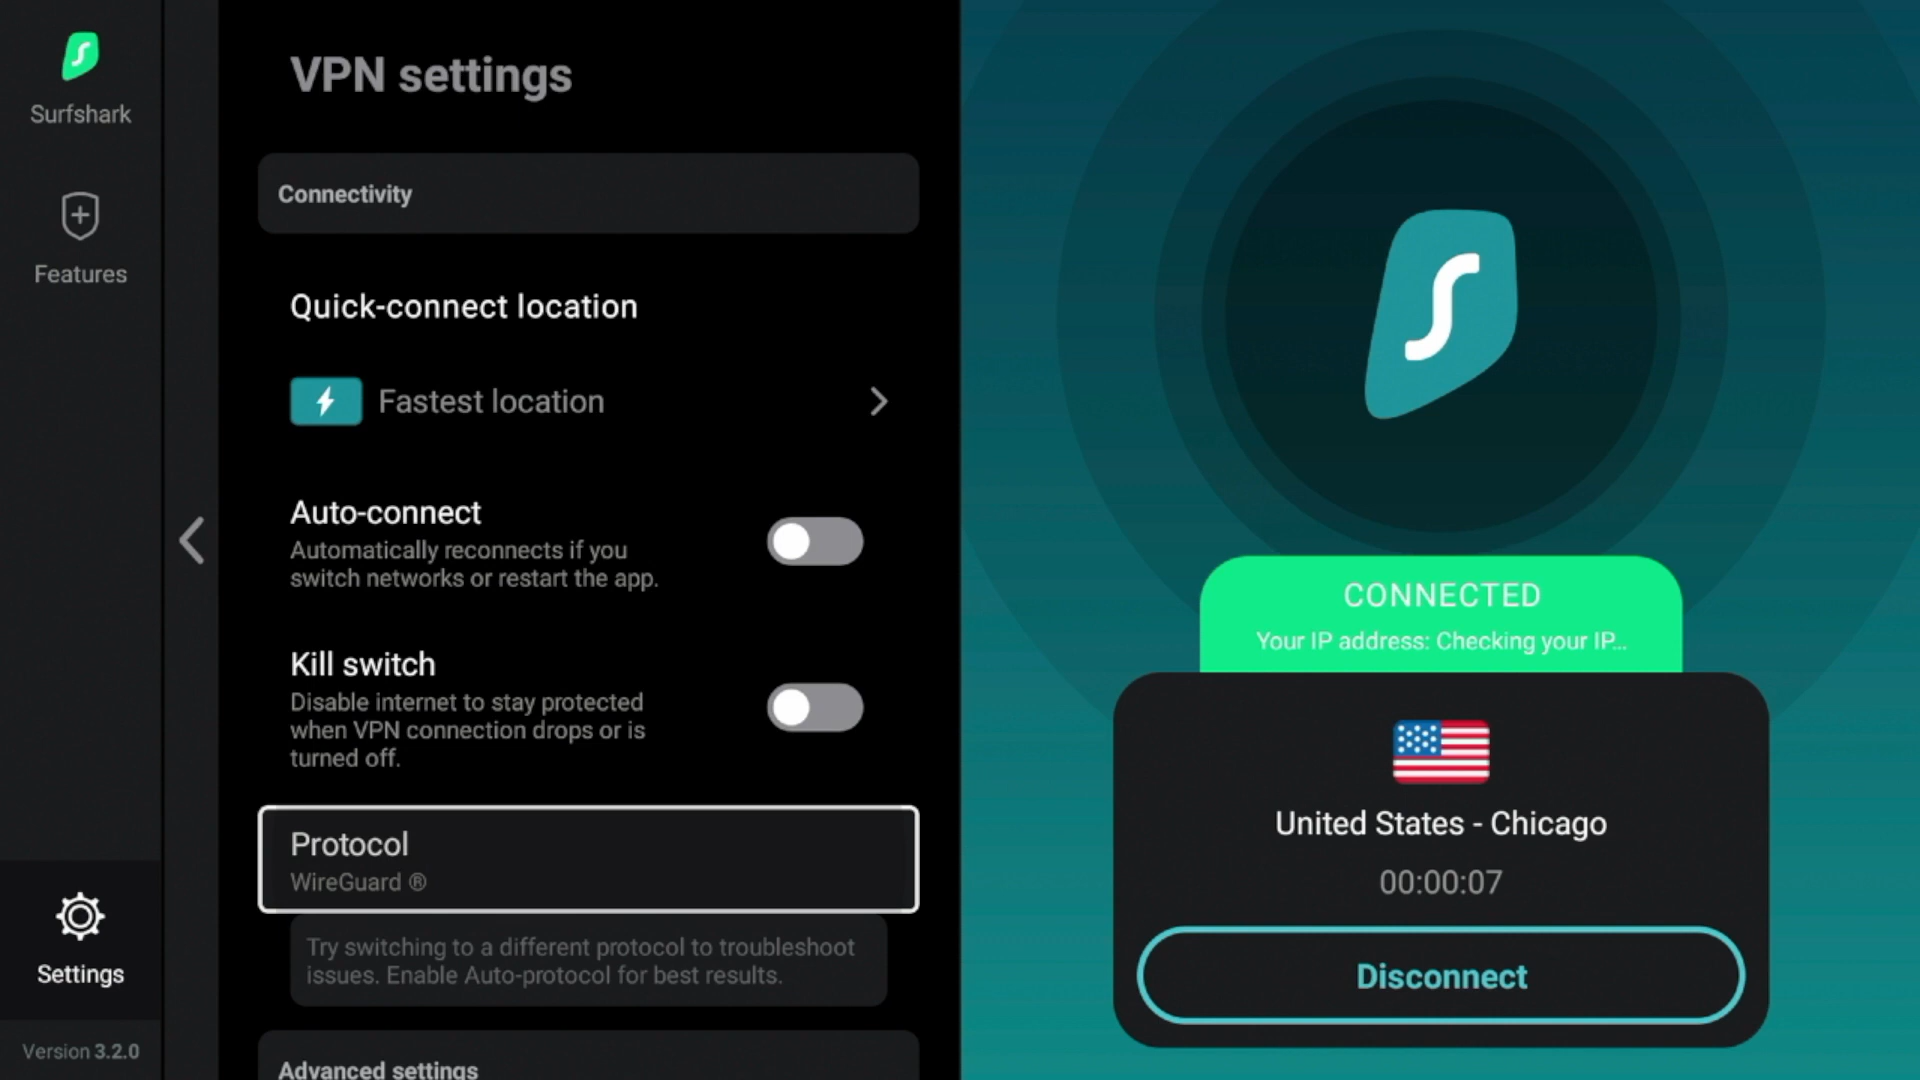 Surfshark
Features
Settings
Version 3.2.0
VPN settings
Connectivity
Quick-connect location
Fastest location
Auto-connect
Automatically reconnects if you
switch networks or restart the app.
Kill switch
Disable internet to stay protected
when VPN connection drops or is
turned off.
Protocol
WireGuard ®
Try switching to a different protocol to troubleshoot
issues. Enable Auto-protocol for best results.
Advanced settings
CONNECTED
Your IP address: Checking your IP...
United States - Chicago
00:00:07
Disconnect